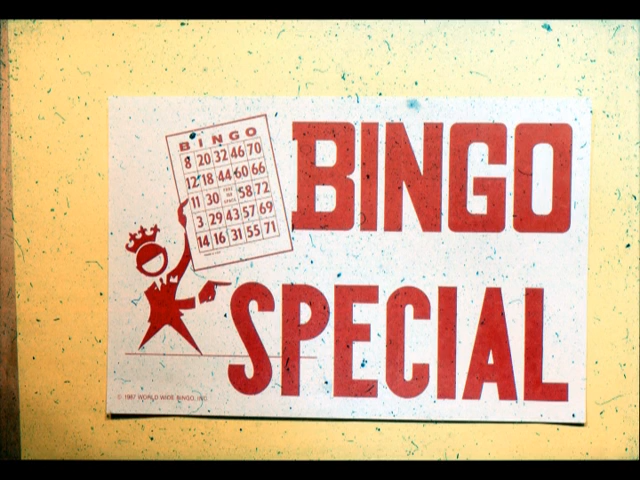 BINGO
8 20 32 46 70
12 18 44 60 66
11 30 FREE 58 72
3 29 43 57 69
14 16 31 55 71
BINGO
SPECIAL
© 1987 WORLD WIDE BINGO, INC.